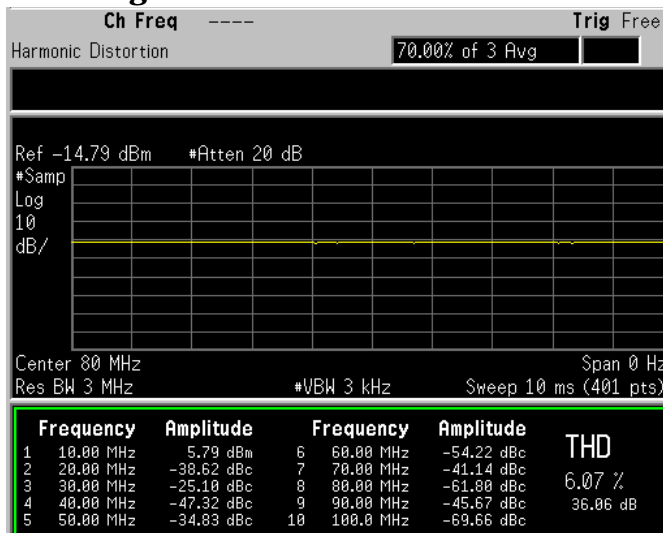 Ch Freq ---- Trig Free
Harmonic Distortion 70.00% of 3 Avg
Ref -14.79 dBm #Atten 20 dB
#Samp
Log
10
dB/
Center 80 MHz Span 0 Hz
Res BW 3 MHz #VBW 3 kHz Sweep 10 ms (401 pts)
Frequency Amplitude Frequency Amplitude THD
1 10.00 MHz 5.79 dBm 6 60.00 MHz -54.22 dBc
2 20.00 MHz -38.62 dBc 7 70.00 MHz -41.14 dBc
3 30.00 MHz -25.10 dBc 8 80.00 MHz -61.80 dBc 6.07 %
4 40.00 MHz -47.32 dBc 9 90.00 MHz -45.67 dBc 36.06 dB
5 50.00 MHz -34.83 dBc 10 100.0 MHz -69.66 dBc